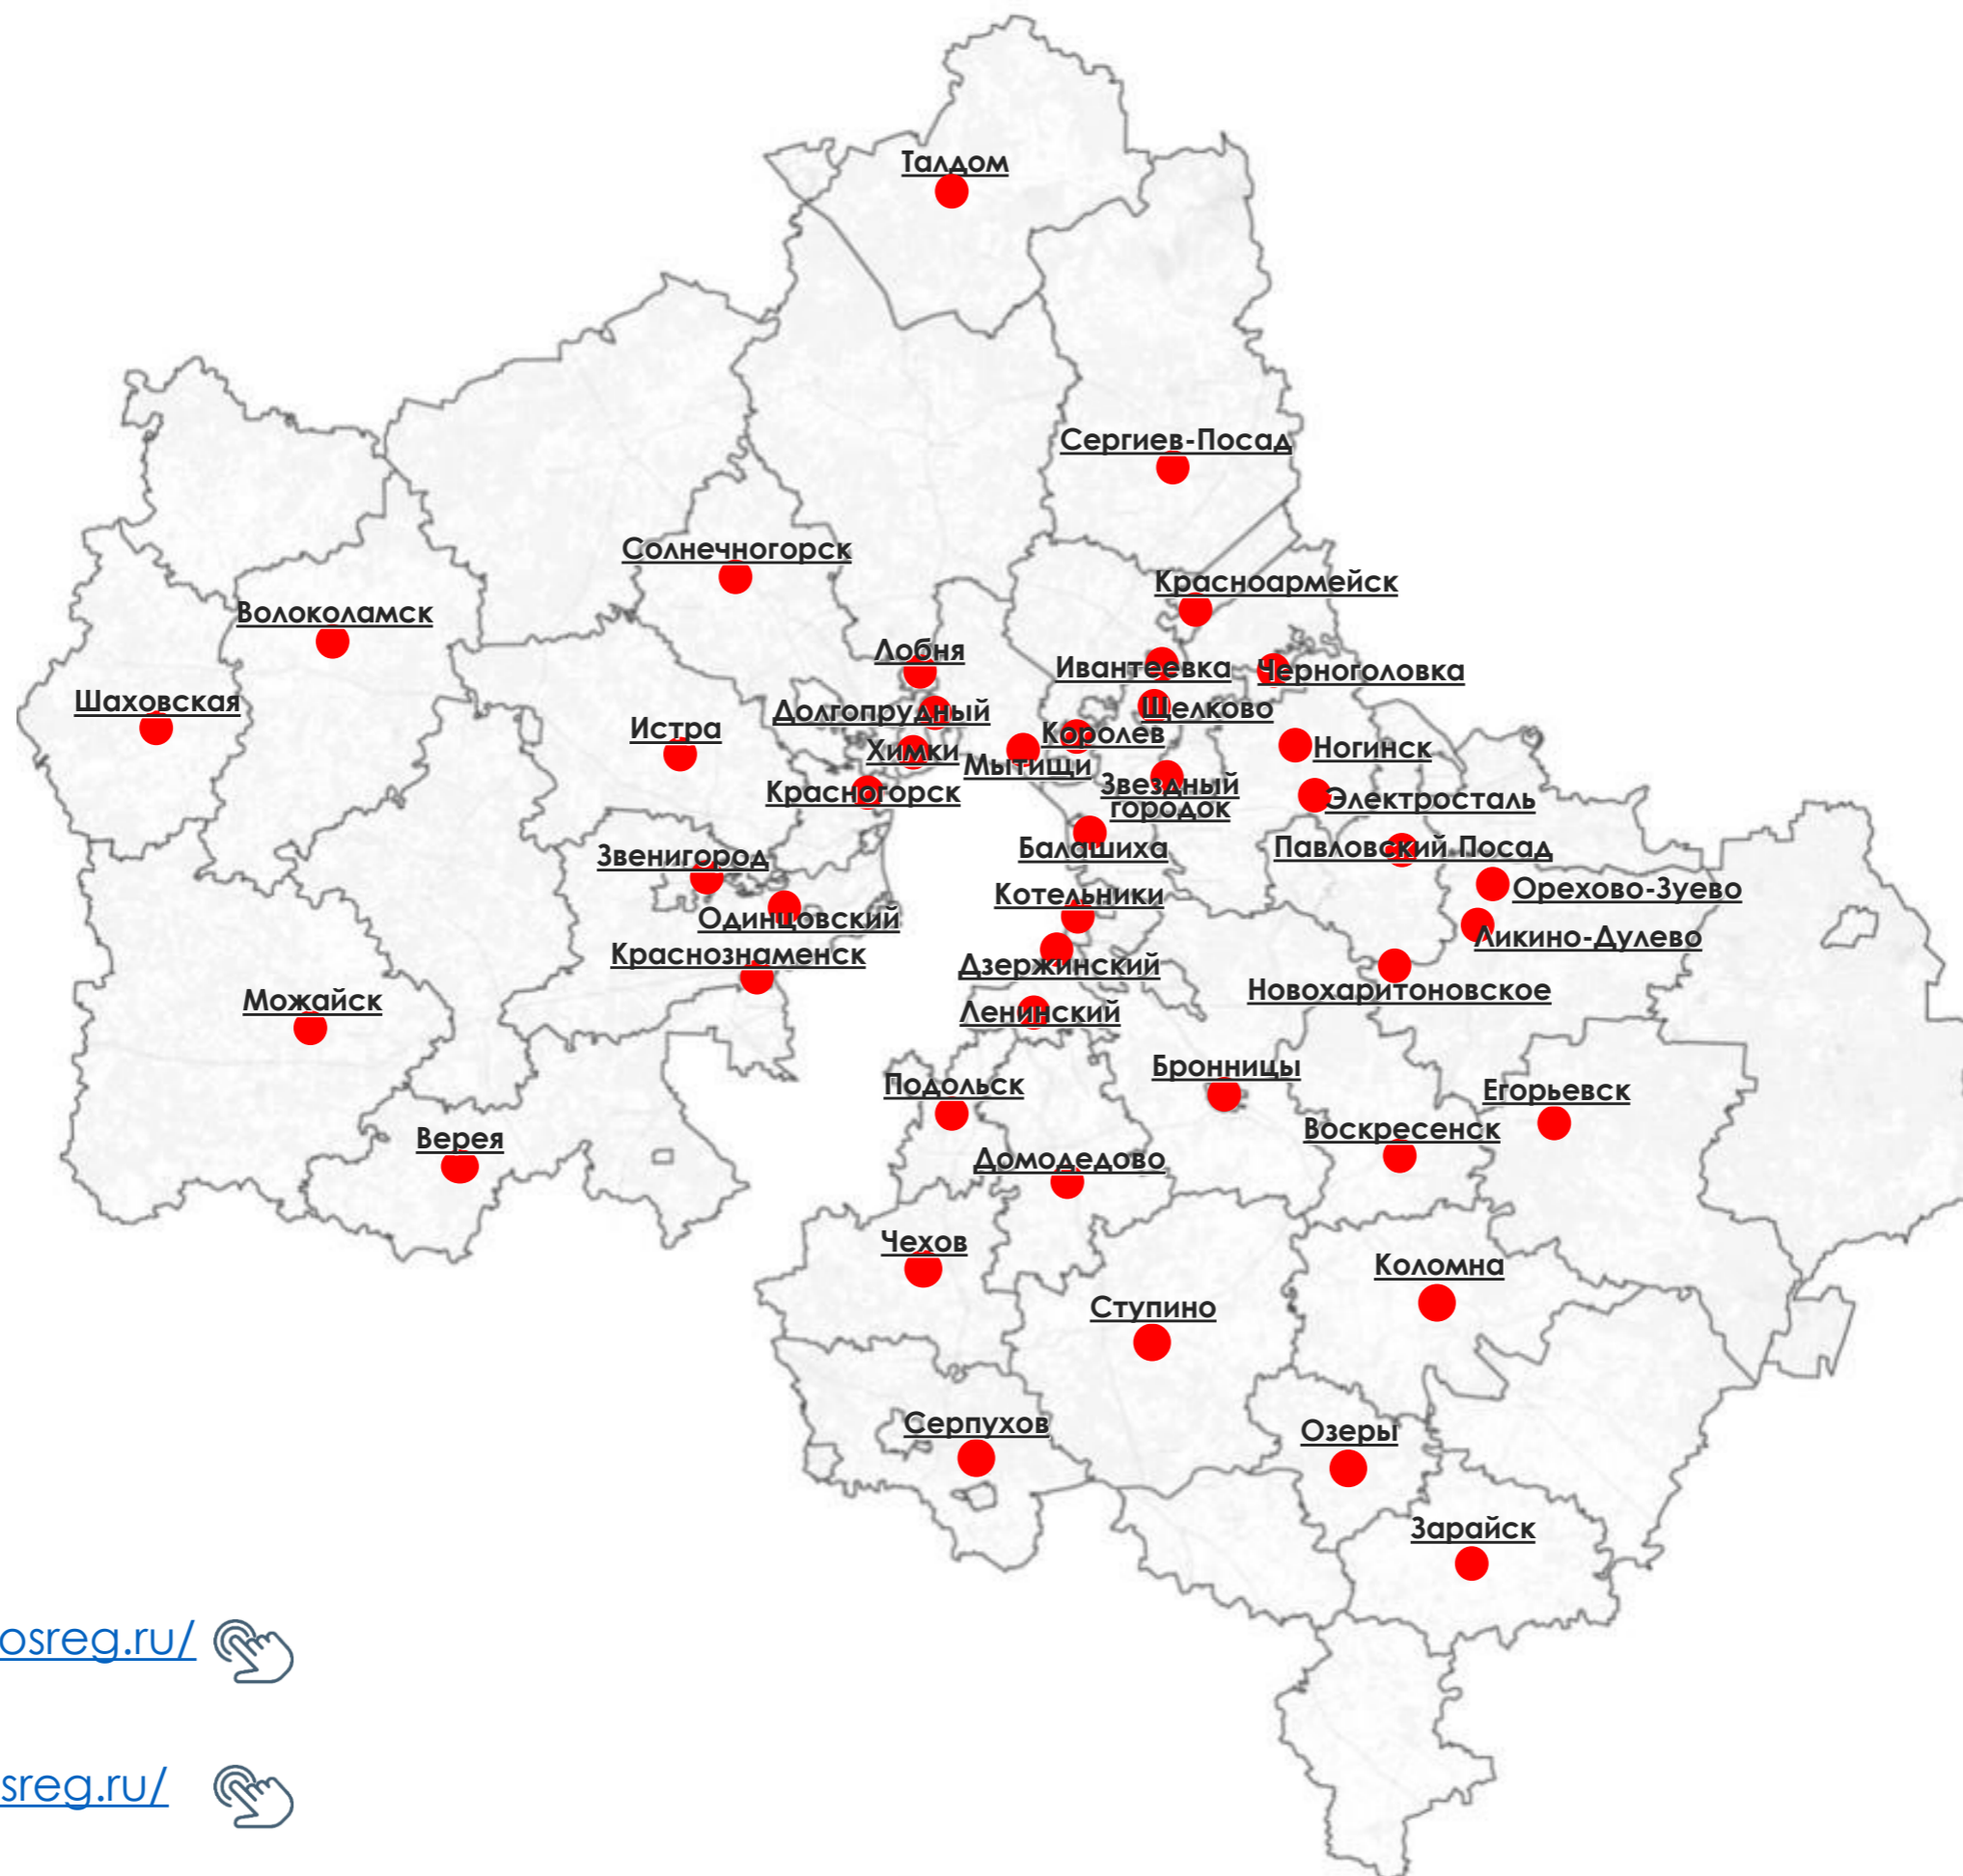 Талдом
Сергиев-Посад
Солнечногорск
Красноармейск
Волоколамск
Лобня
Ивантеевка
Черноголовка
Шаховская
Долгопрудный
Щелково
Истра
Королев
Химки
Ногинск
Мытищи
Красногорск
Звездный
городок
Электросталь
Балашиха
Павловский Посад
Звенигород
Орехово-Зуево
Котельники
Одинцовский
Ликино-Дулево
Краснознаменск
Дзержинский
Новохаритоновское
Можайск
Ленинский
Бронницы
Подольск
Егорьевск
Воскресенск
Верея
Домодедово
Чехов
Коломна
Ступино
Серпухов
Озеры
Зарайск
osreg.ru/
sreg.ru/